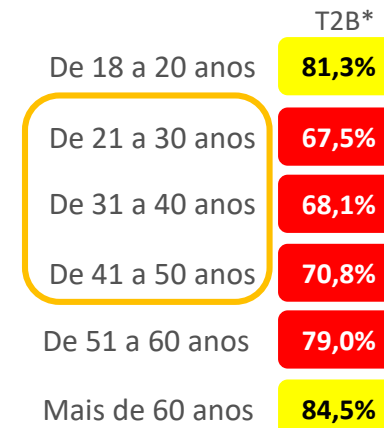 T2B*
De 18 a 20 anos 81,3%
De 21 a 30 anos 67,5%
De 31 a 40 anos 68,1%
De 41 a 50 anos 70,8%
De 51 a 60 anos 79,0%
Mais de 60 anos 84,5%